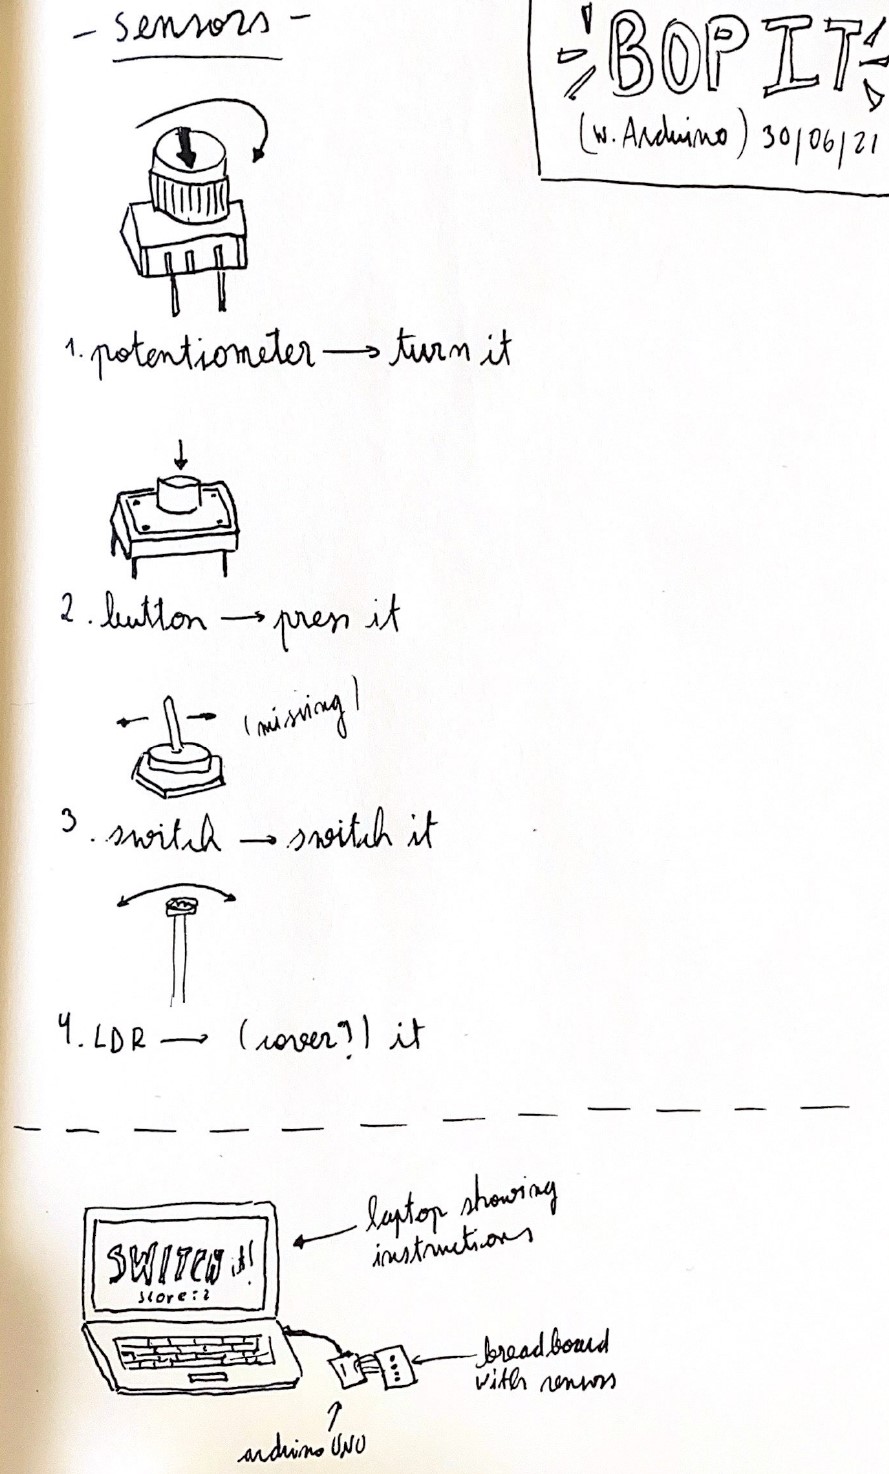 - sensors -
BOP IT
(w. Arduino) 30/06/21
1. potentiometer → turn it
2. button → press it
(missing)
3. switch → switch it
4. LDR → (cover?) it
laptop showing
instructions
SWITCH it!
score: 2
breadboard
with sensors
arduino UNO